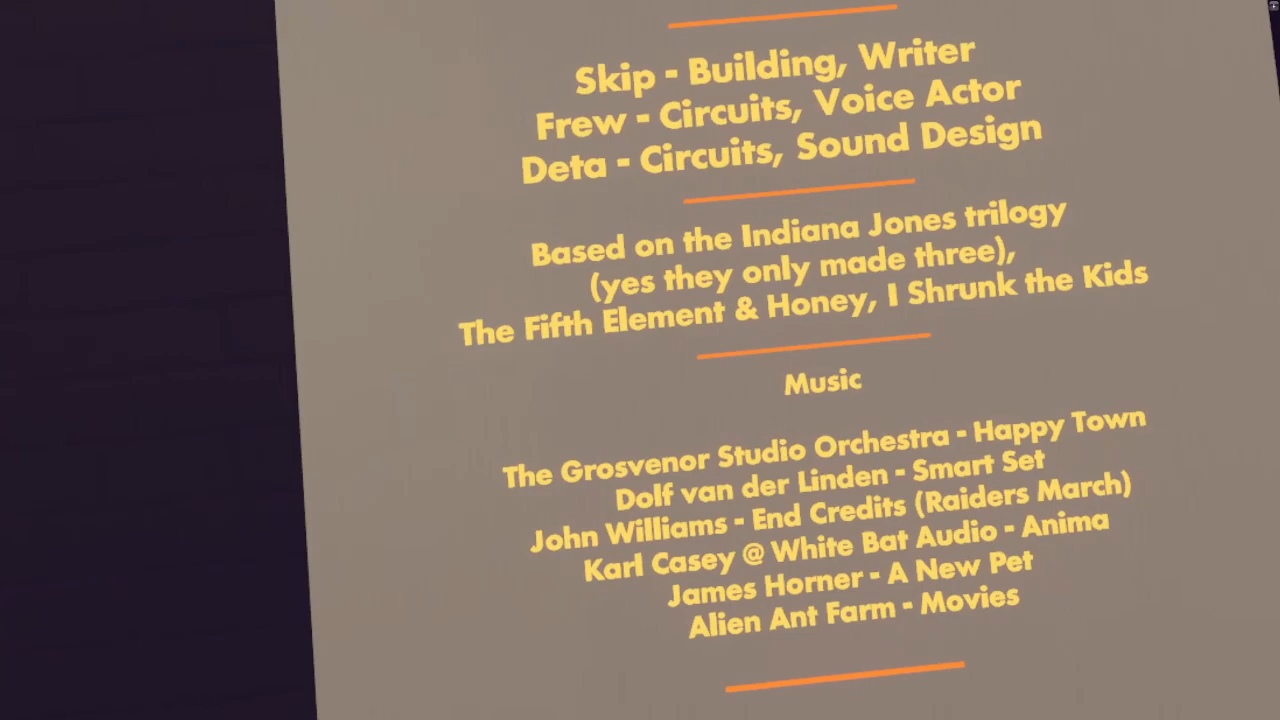 Skip - Building, Writer
Frew - Circuits, Voice Actor
Deta - Circuits, Sound Design
Based on the Indiana Jones trilogy
(yes they only made three),
The Fifth Element & Honey, I Shrunk the Kids
Music
The Grosvenor Studio Orchestra - Happy Town
Dolf van der Linden - Smart Set
John Williams - End Credits (Raiders March)
Karl Casey @ White Bat Audio - Anima
James Horner - A New Pet
Alien Ant Farm - Movies